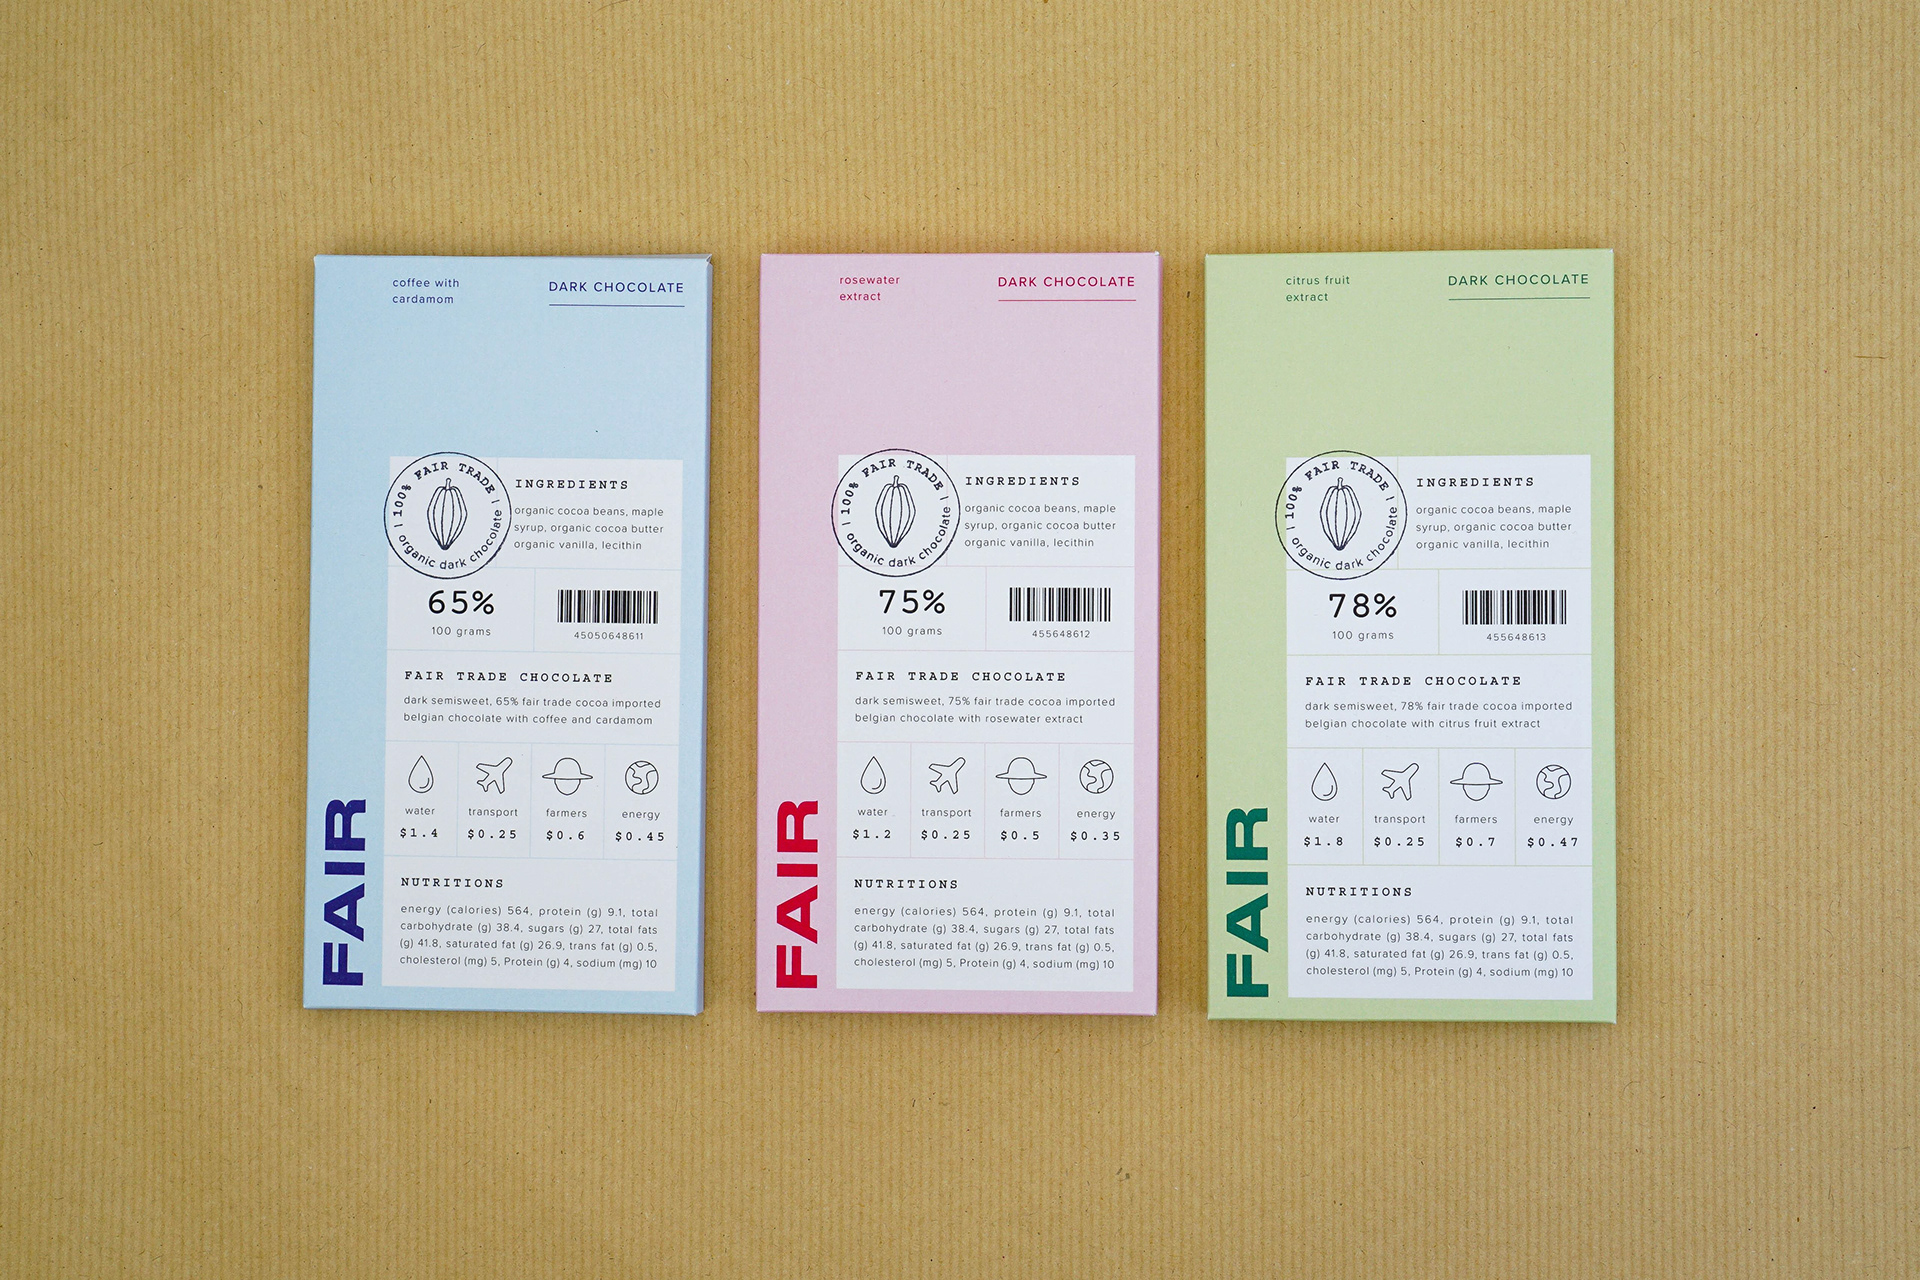 coffee with
cardamom
DARK CHOCOLATE
| 100% FAIR TRADE |
organic dark chocolate
INGREDIENTS
organic cocoa beans, maple
syrup, organic cocoa butter
organic vanilla, lecithin
65%
100 grams
45050648611
FAIR TRADE CHOCOLATE
dark semisweet, 65% fair trade cocoa imported
belgian chocolate with coffee and cardamom
water transport farmers energy
$1.4 $0.25 $0.6 $0.45
NUTRITIONS
energy (calories) 564, protein (g) 9.1, total
carbohydrate (g) 38.4, sugars (g) 27, total fats
(g) 41.8, saturated fat (g) 26.9, trans fat (g) 0.5,
cholesterol (mg) 5, Protein (g) 4, sodium (mg) 10
FAIR
rosewater
extract
DARK CHOCOLATE
| 100% FAIR TRADE |
organic dark chocolate
INGREDIENTS
organic cocoa beans, maple
syrup, organic cocoa butter
organic vanilla, lecithin
75%
100 grams
455648612
FAIR TRADE CHOCOLATE
dark semisweet, 75% fair trade cocoa imported
belgian chocolate with rosewater extract
water transport farmers energy
$1.2 $0.25 $0.5 $0.35
NUTRITIONS
energy (calories) 564, protein (g) 9.1, total
carbohydrate (g) 38.4, sugars (g) 27, total fats
(g) 41.8, saturated fat (g) 26.9, trans fat (g) 0.5,
cholesterol (mg) 5, Protein (g) 4, sodium (mg) 10
FAIR
citrus fruit
extract
DARK CHOCOLATE
| 100% FAIR TRADE |
organic dark chocolate
INGREDIENTS
organic cocoa beans, maple
syrup, organic cocoa butter
organic vanilla, lecithin
78%
100 grams
455648613
FAIR TRADE CHOCOLATE
dark semisweet, 78% fair trade cocoa imported
belgian chocolate with citrus fruit extract
water transport farmers energy
$1.8 $0.25 $0.7 $0.47
NUTRITIONS
energy (calories) 564, protein (g) 9.1, total
carbohydrate (g) 38.4, sugars (g) 27, total fats
(g) 41.8, saturated fat (g) 26.9, trans fat (g) 0.5,
cholesterol (mg) 5, Protein (g) 4, sodium (mg) 10
FAIR